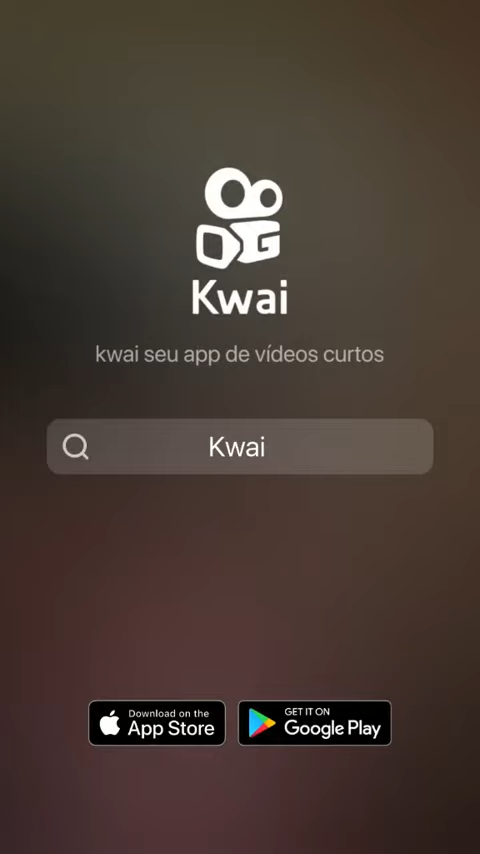 Kwai
kwai seu app de vídeos curtos
Kwai
Download on the
App Store
GET IT ON
Google Play